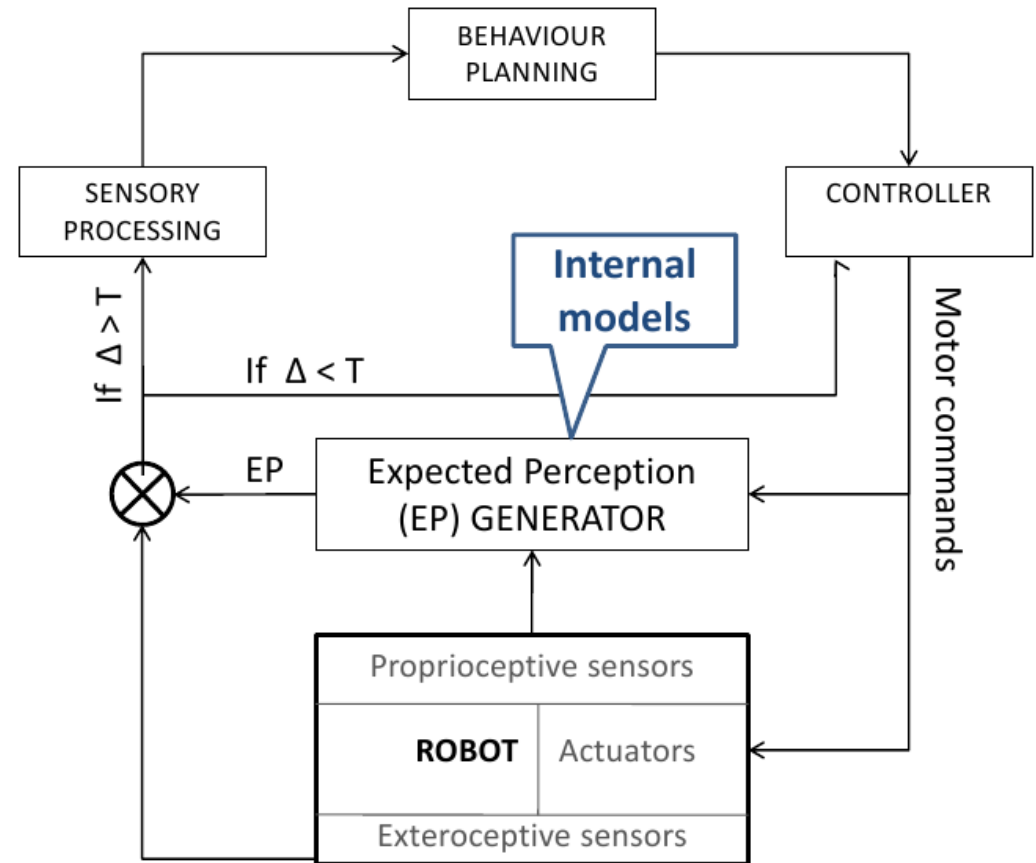 BEHAVIOUR
PLANNING
SENSORY
PROCESSING
CONTROLLER
Internal
models
If Δ > T
If Δ < T
Motor commands
EP
Expected Perception
(EP) GENERATOR
Proprioceptive sensors
ROBOT
Actuators
Exteroceptive sensors